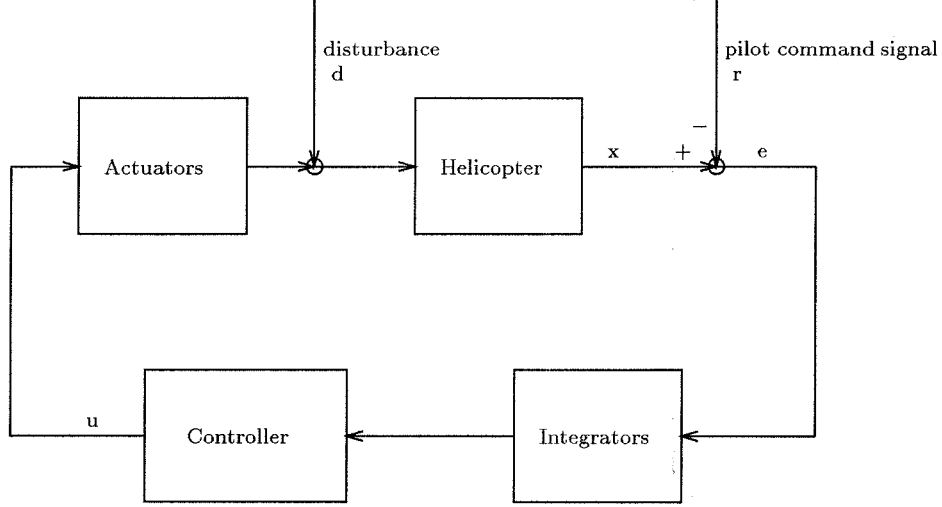 disturbance
d
pilot command signal
r
−
Actuators
Helicopter
x
+
e
u
Controller
Integrators